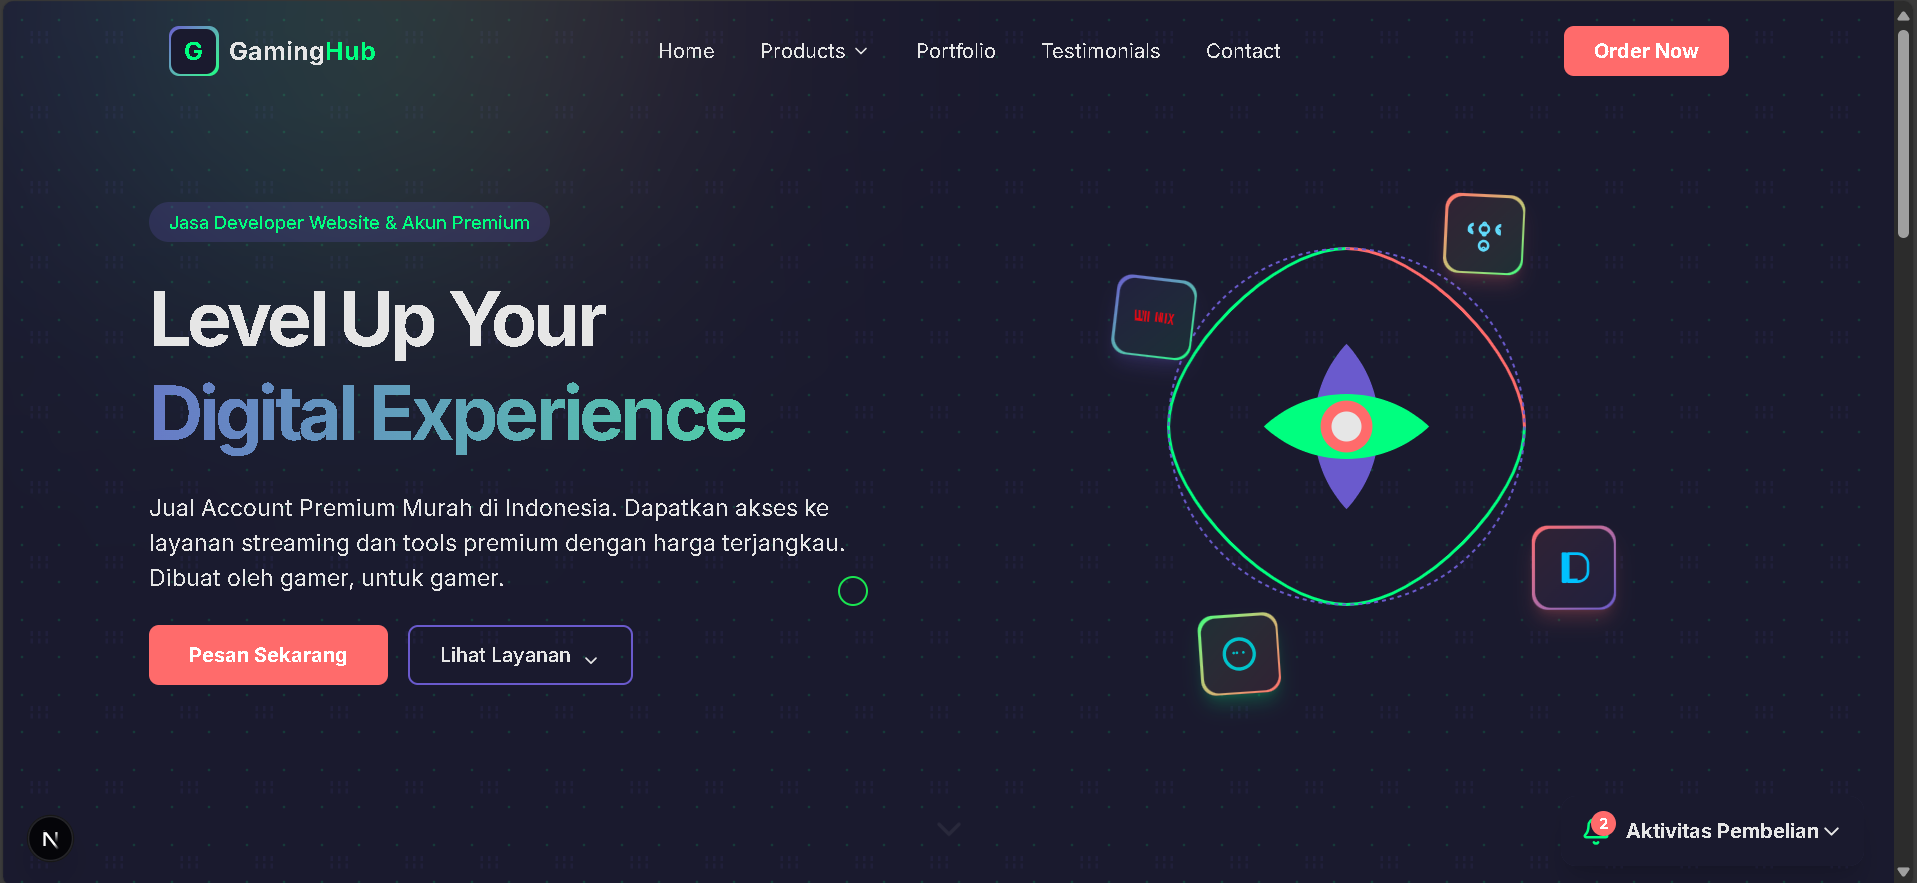 G GamingHub
Home Products Portfolio Testimonials Contact
Order Now
Jasa Developer Website & Akun Premium
Level Up Your
Digital Experience
Jual Account Premium Murah di Indonesia. Dapatkan akses ke
layanan streaming dan tools premium dengan harga terjangkau.
Dibuat oleh gamer, untuk gamer.
Pesan Sekarang
Lihat Layanan
D
N
2
Aktivitas Pembelian